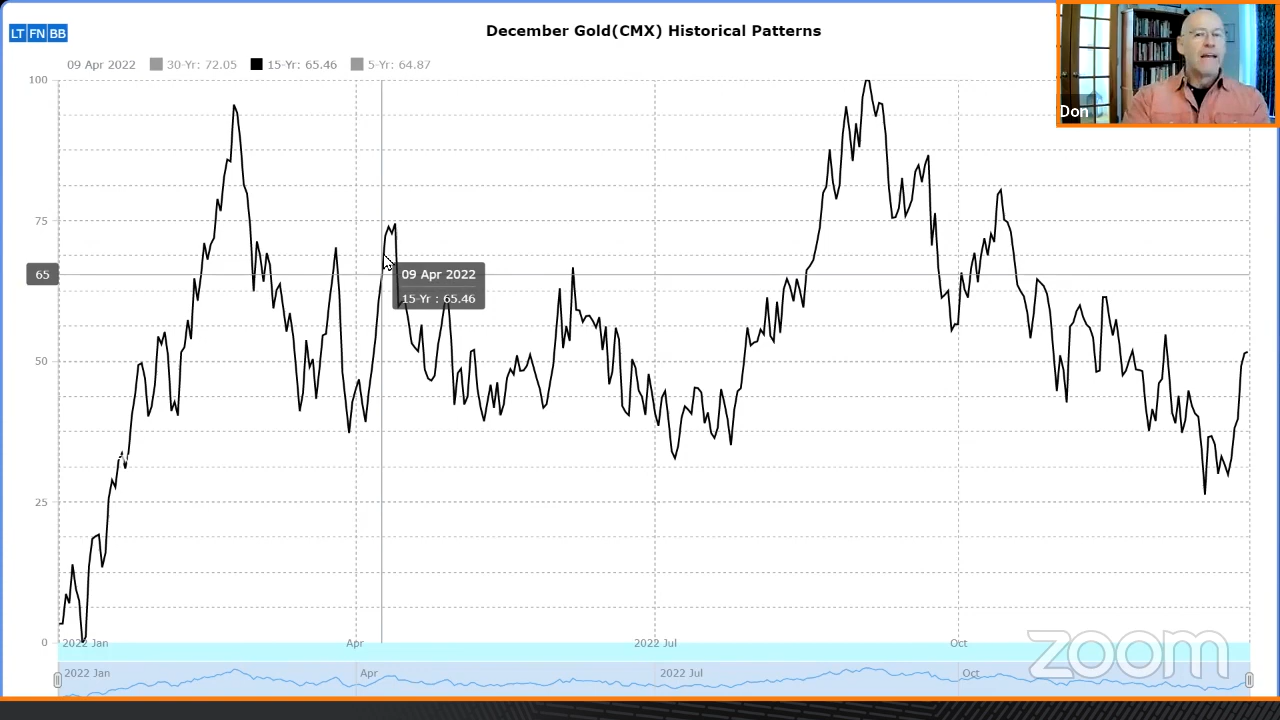 LT FN BB
December Gold(CMX) Historical Patterns
09 Apr 2022 30-Yr: 72.05 15-Yr: 65.46 5-Yr: 64.87
Don
100
75
65
09 Apr 2022
15-Yr : 65.46
50
25
0
2022 Jan Apr 2022 Jul Oct
2022 Jan Apr 2022 Jul Oct
zoom